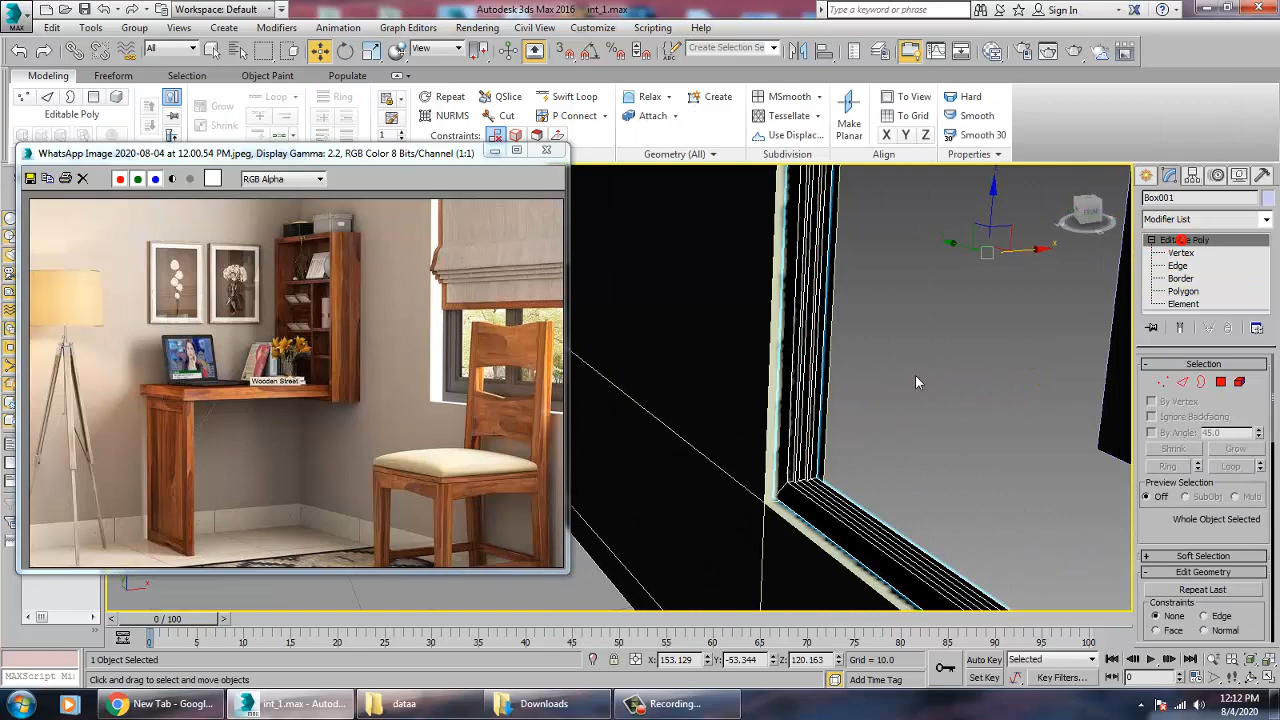 Workspace: Default
Autodesk 3ds Max 2016
int_1.max
Type a keyword or phrase
Sign In
MAX
Edit
Tools
Group
Views
Create
Modifiers
Animation
Graph Editors
Rendering
Civil View
Customize
Scripting
Help
All
View
Create Selection Se
Modeling
Freeform
Selection
Object Paint
Populate
Loop
Ring
Repeat
QSlice
Swift Loop
Relax
Create
MSmooth
To View
Hard
Grow
NURMS
Cut
P Connect
Attach
Tessellate
To Grid
Smooth
Editable Poly
Shrink
1
Constraints:
Make
Planar
Use Displac...
X Y Z
Smooth 30
Geometry (All)
Subdivision
Align
Properties
WhatsApp Image 2020-08-04 at 12.00.54 PM.jpeg, Display Gamma: 2.2, RGB Color 8 Bits/Channel (1:1)
RGB Alpha
Wooden Street
FRONT
x
Box001
Modifier List
Vertex
Edge
Border
Polygon
Element
Selection
By Vertex
Ignore Backfacing
By Angle: 45.0
Shrink
Grow
Ring
Loop
Preview Selection
Off
SubObj
Multi
Whole Object Selected
Soft Selection
Edit Geometry
Repeat Last
Constraints
None
Edge
Face
Normal
0 / 100
0 5 10 15 20 25 30 35 40 45 50 55 60 65 70 75 80 85 90 95 100
1 Object Selected
X: 153.129
Y: -53.344
Z: 120.163
Grid = 10.0
Auto Key
Selected
MAXScript Mi:
Click and drag to select and move objects
Add Time Tag
Set Key
Key Filters...
0
New Tab - Googl...
int_1.max - Autod...
dataa
Downloads
Recording...
12:12 PM
8/4/2020